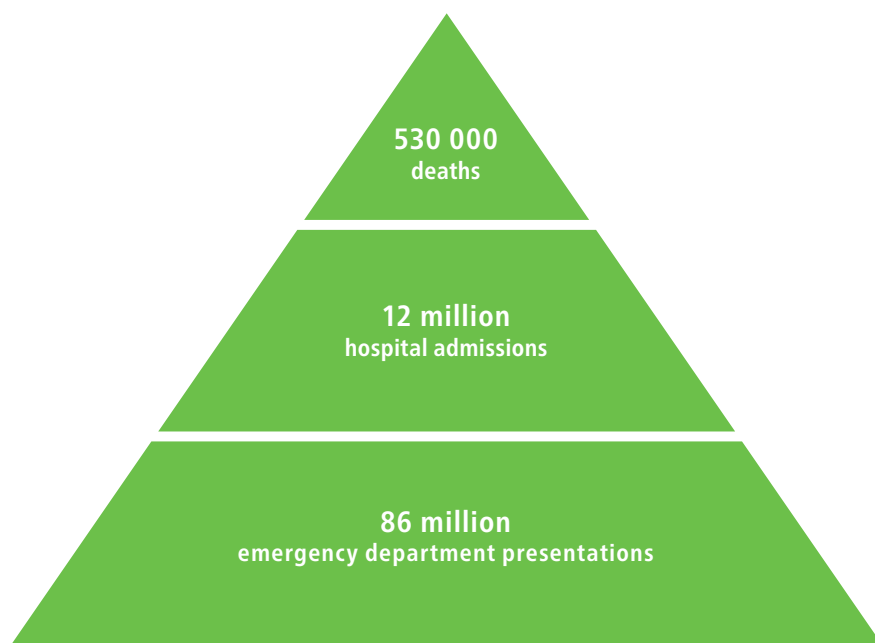 530 000
deaths
12 million
hospital admissions
86 million
emergency department presentations